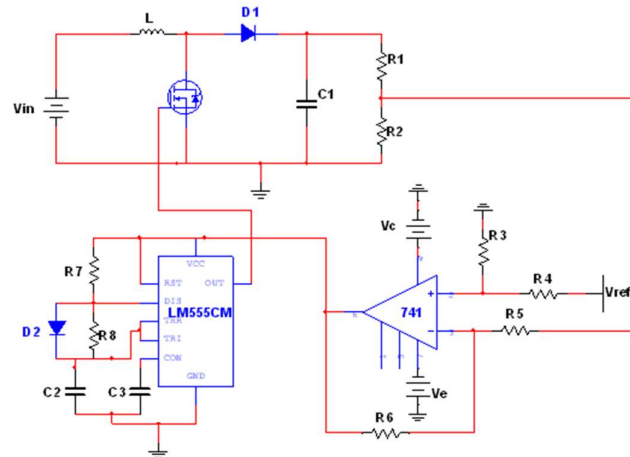 L
D1
Vin
C1
R1
R2
Vc
R3
R4
Vref
R5
741
+
−
Ve
R6
R7
R8
D2
C2
C3
VCC
RST
OUT
DIS
LM555CM
THR
TRI
CON
GND